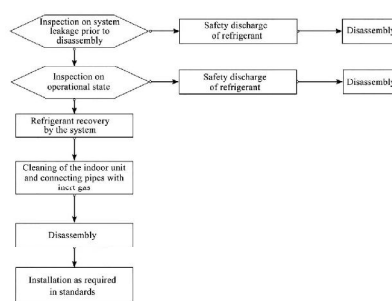 Inspection on system
leakage prior to
disassembly
Safety discharge
of refrigerant
Disassembly
Inspection on
operational state
Safety discharge
of refrigerant
Disassembly
Refrigerant recovery
by the system
Cleaning of the indoor unit
and connecting pipes with
inert gas
Disassembly
Installation as required
in standards